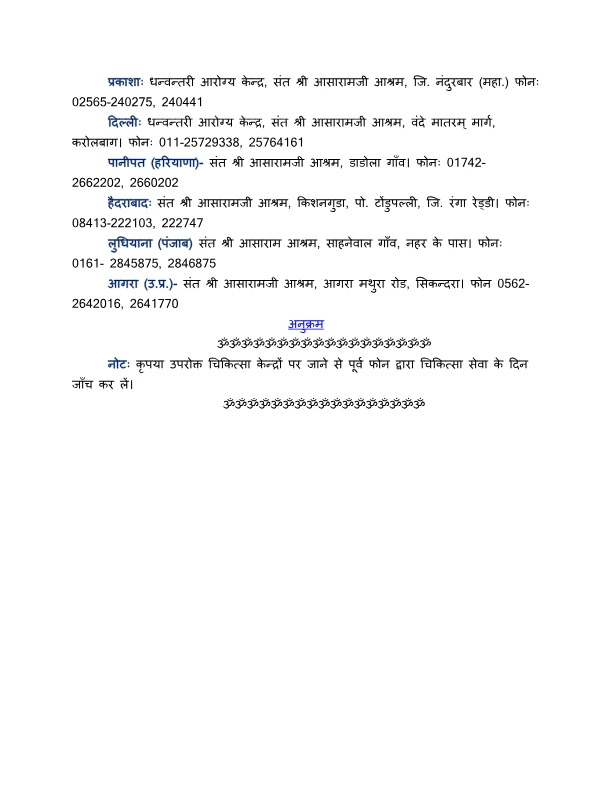 प्रकाशाः धन्वन्तरी आरोग्य केन्द्र, संत श्री आसारामजी आश्रम, जि. नंदुरबार (महा.) फोनः
02565-240275, 240441
दिल्लीः धन्वन्तरी आरोग्य केन्द्र, संत श्री आसारामजी आश्रम, वंदे मातरम् मार्ग,
करोलबाग। फोनः 011-25729338, 25764161
पानीपत (हरियाणा)- संत श्री आसारामजी आश्रम, डाडोला गाँव। फोनः 01742-
2662202, 2660202
हैदराबादः संत श्री आसारामजी आश्रम, किशनगुडा, पो. टोंडुपल्ली, जि. रंगा रेड्डी। फोनः
08413-222103, 222747
लुधियाना (पंजाब) संत श्री आसाराम आश्रम, साहनेवाल गाँव, नहर के पास। फोनः
0161- 2845875, 2846875
आगरा (उ.प्र.)- संत श्री आसारामजी आश्रम, आगरा मथुरा रोड, सिकन्दरा। फोन 0562-
2642016, 2641770
अनुक्रम
ॐॐॐॐॐॐॐॐॐॐॐॐॐॐॐॐॐॐ
नोटः कृपया उपरोक्त चिकित्सा केन्द्रों पर जाने से पूर्व फोन द्वारा चिकित्सा सेवा के दिन
जाँच कर लें।
ॐॐॐॐॐॐॐॐॐॐॐॐॐॐॐॐॐ